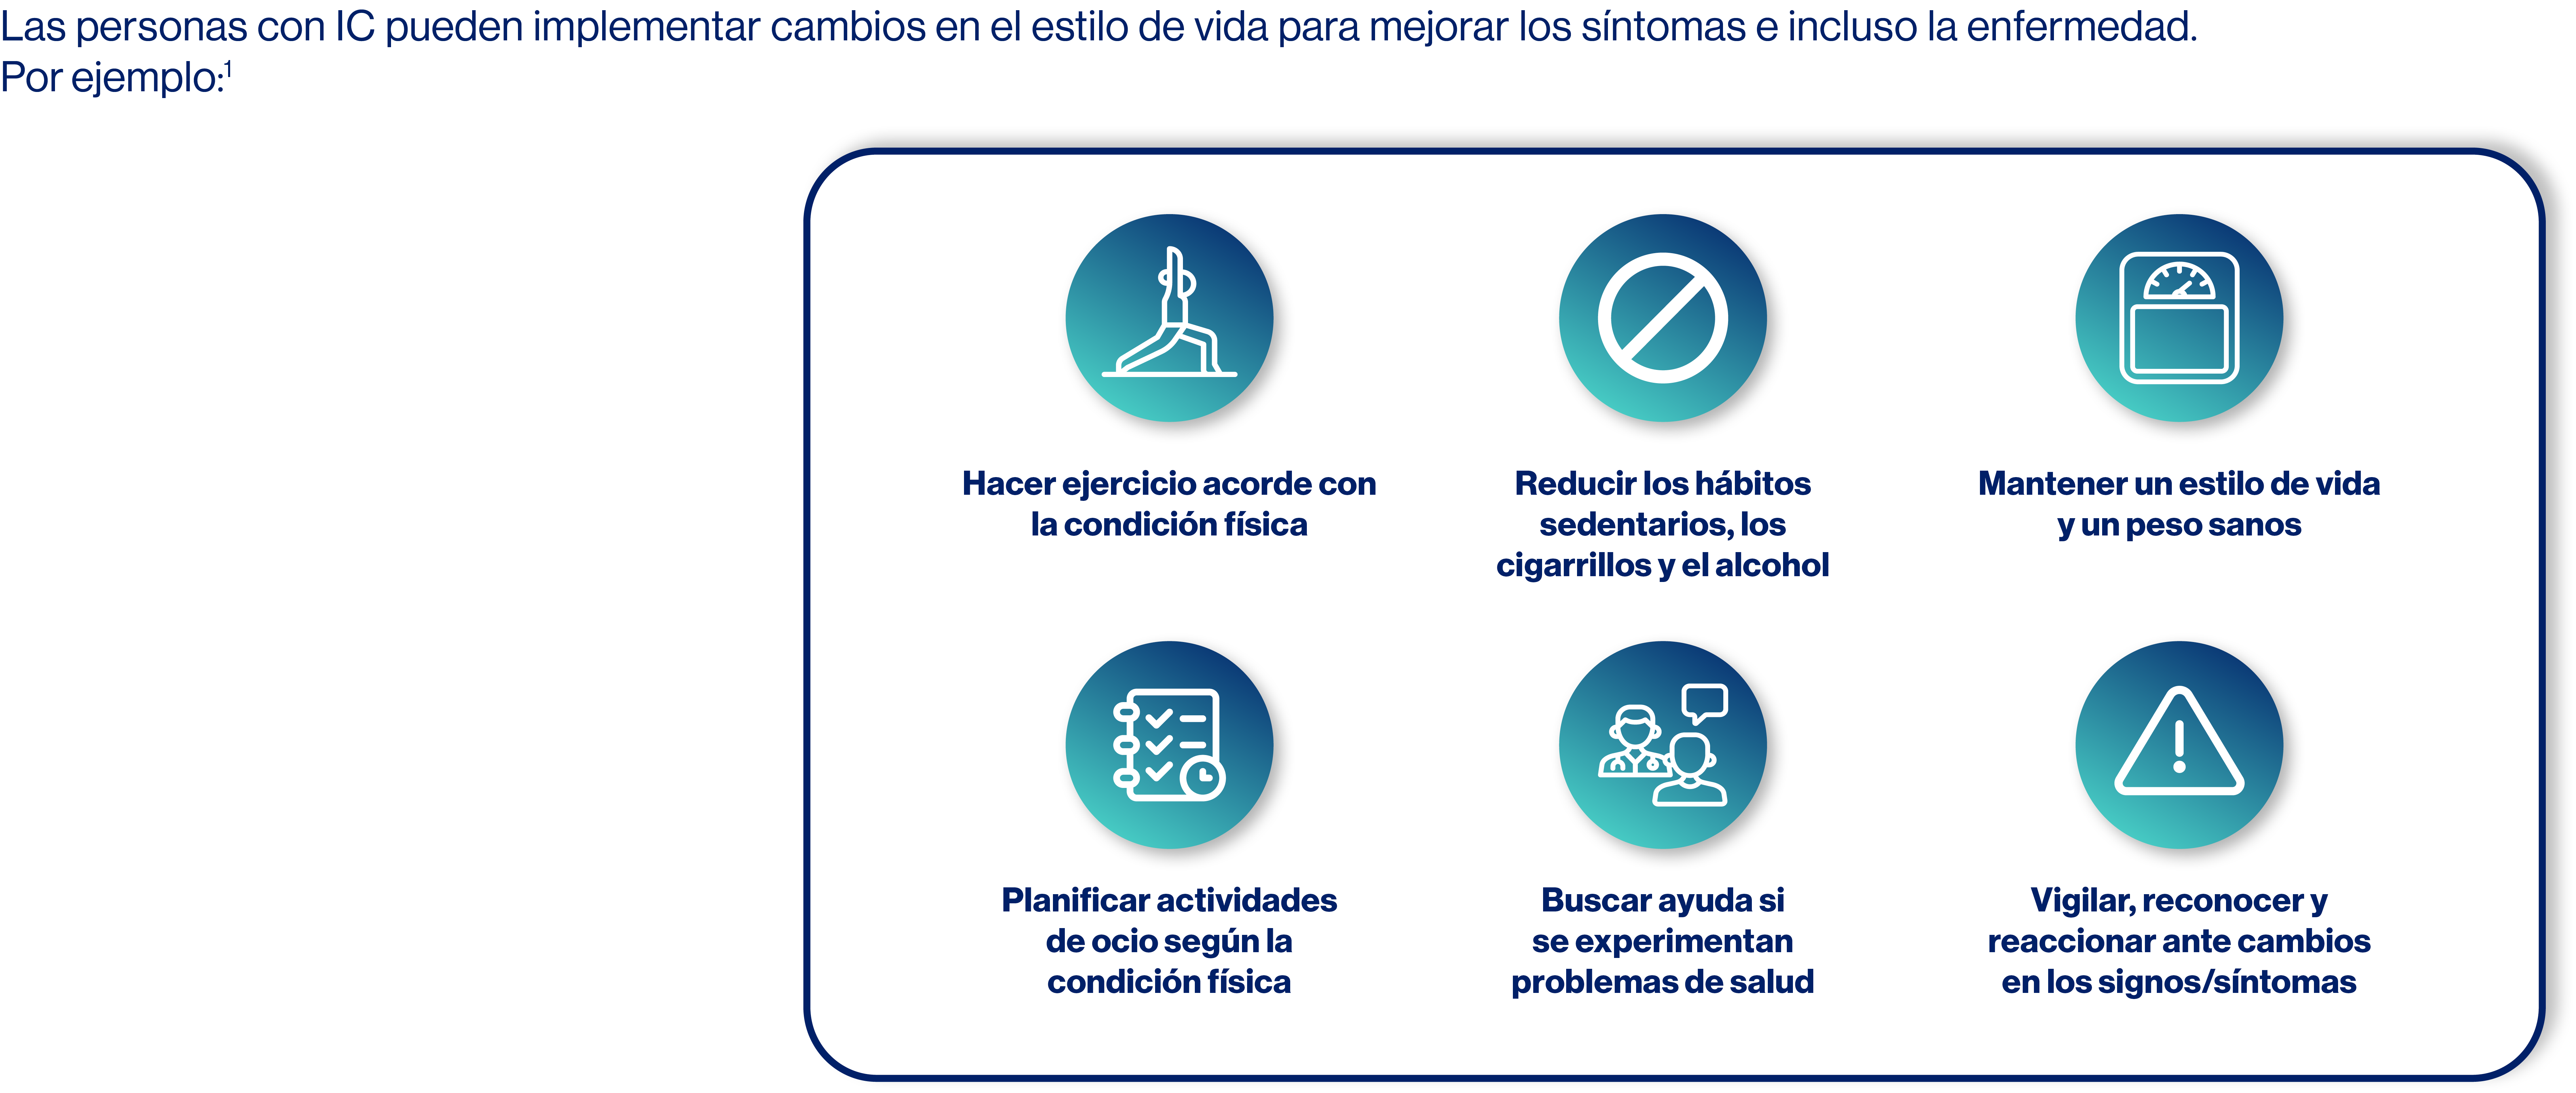 Las personas con IC pueden implementar cambios en el estilo de vida para mejorar los síntomas e incluso la enfermedad.
Por ejemplo:¹
Hacer ejercicio acorde con
la condición física
Reducir los hábitos
sedentarios, los
cigarrillos y el alcohol
Mantener un estilo de vida
y un peso sanos
Planificar actividades
de ocio según la
condición física
Buscar ayuda si
se experimentan
problemas de salud
Vigilar, reconocer y
reaccionar ante cambios
en los signos/síntomas